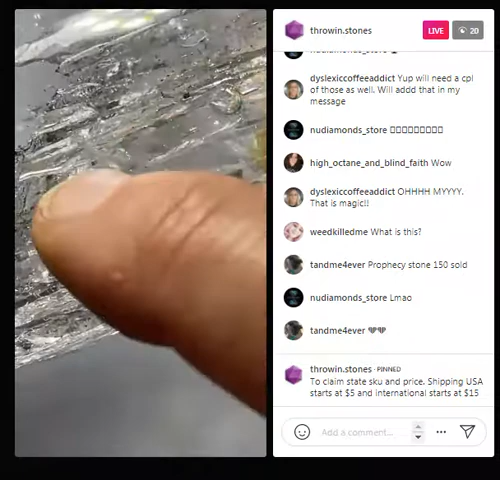 throwin.stones
LIVE
20
dyslexiccoffeeaddict Yup will need a cpl
of those as well. Will addd that in my
message
nudiamonds_store
high_octane_and_blind_faith Wow
dyslexiccoffeeaddict OHHHH MYYYY.
That is magic!!
weedkilledme What is this?
tandme4ever Prophecy stone 150 sold
nudiamonds_store Lmao
tandme4ever
throwin.stones · PINNED
To claim state sku and price. Shipping USA
starts at $5 and international starts at $15
Add a comment...